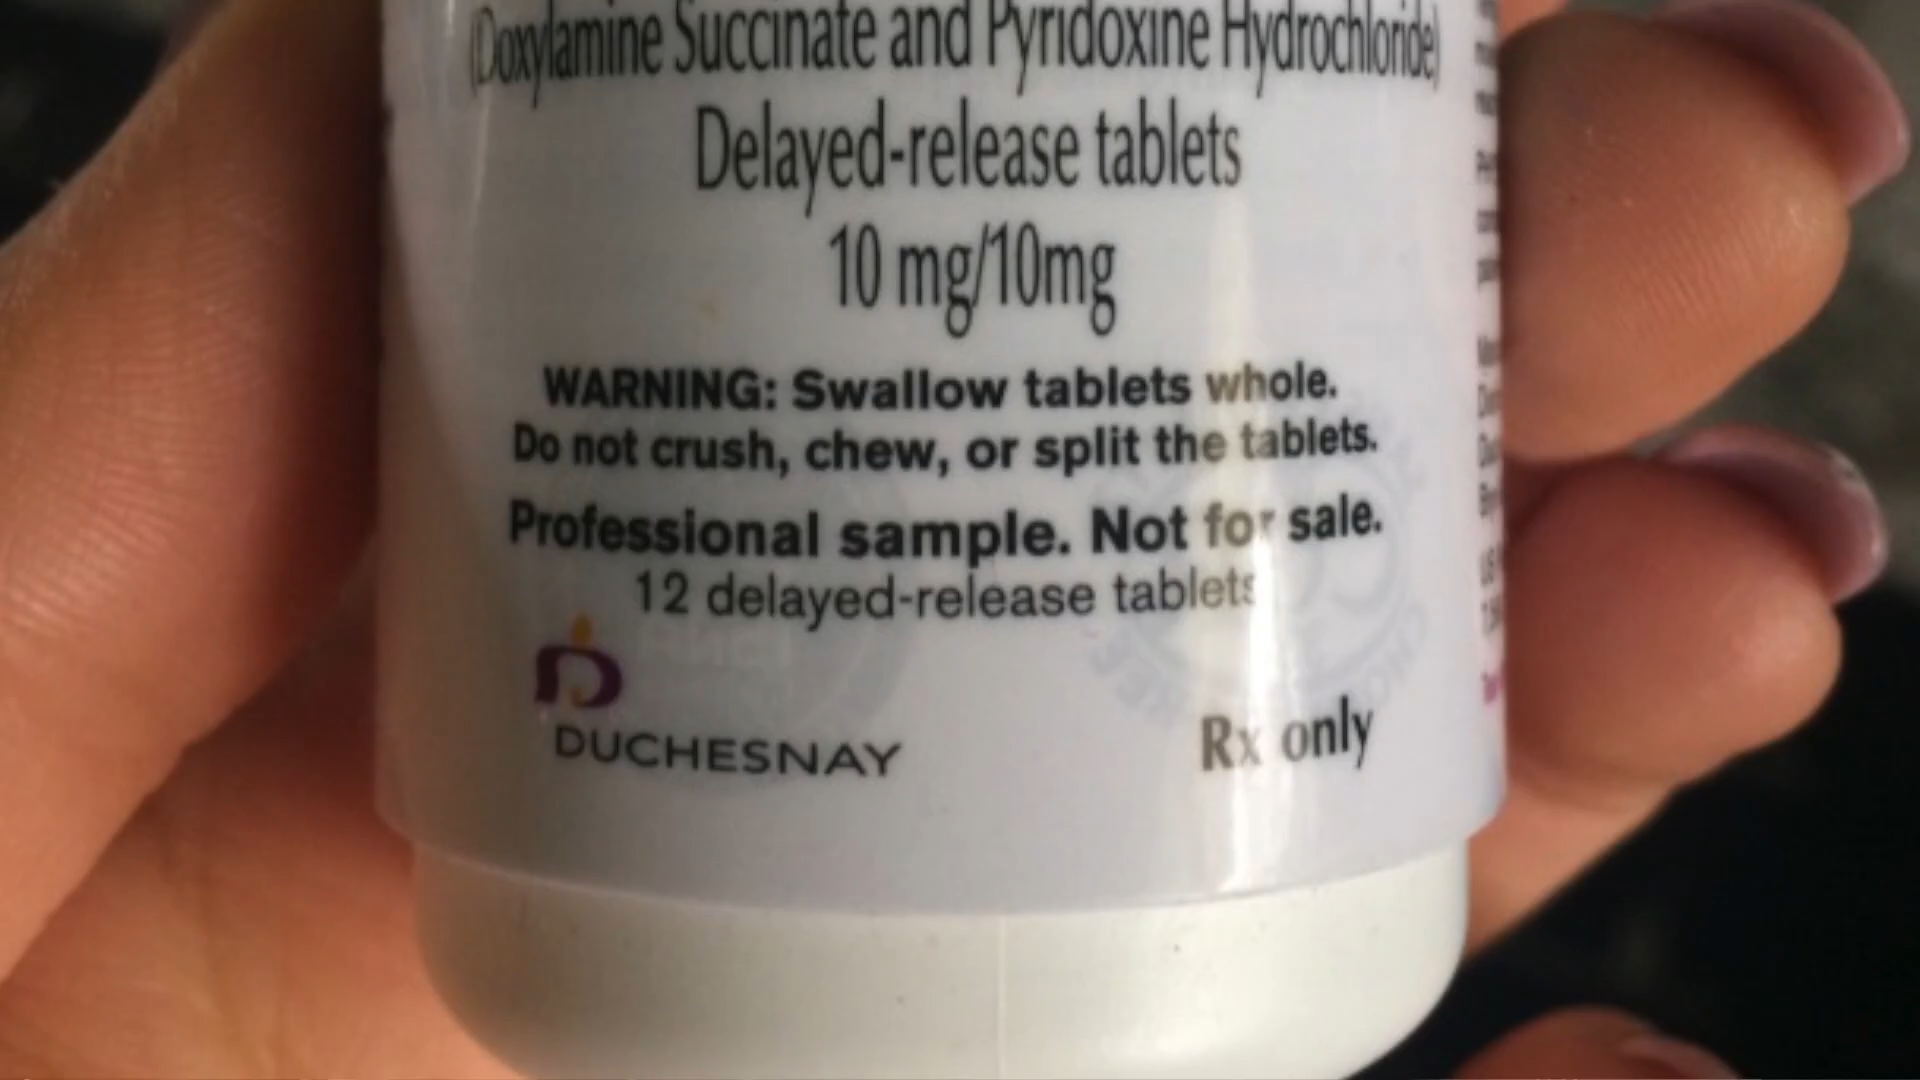 (Doxylamine Succinate and Pyridoxine Hydrochloride)
Delayed-release tablets
10 mg/10mg
WARNING: Swallow tablets whole.
Do not crush, chew, or split the tablets.
Professional sample. Not for sale.
12 delayed-release tablets
DUCHESNAY
Rx only